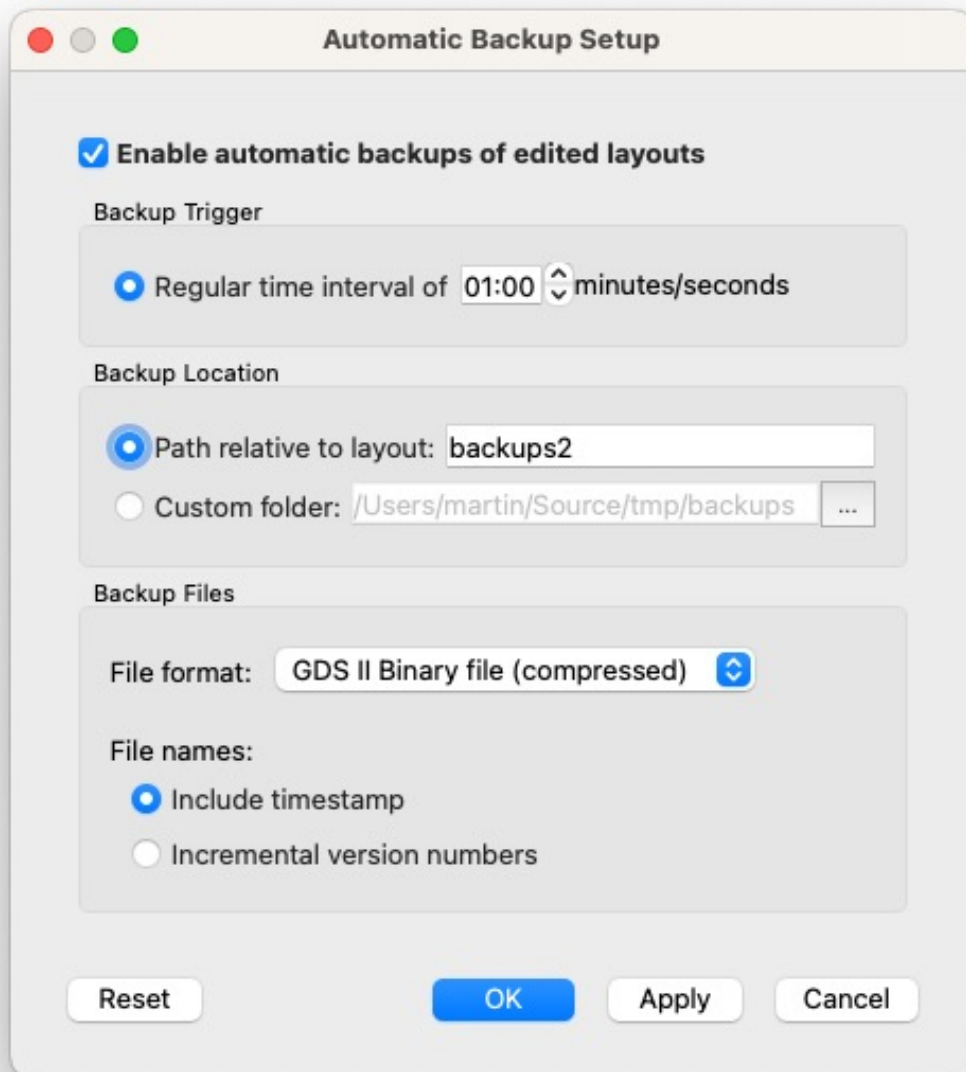 Automatic Backup Setup
Enable automatic backups of edited layouts
Backup Trigger
Regular time interval of 01:00 minutes/seconds
Backup Location
Path relative to layout: backups2
Custom folder: /Users/martin/Source/tmp/backups ...
Backup Files
File format: GDS II Binary file (compressed)
File names:
Include timestamp
Incremental version numbers
Reset OK Apply Cancel